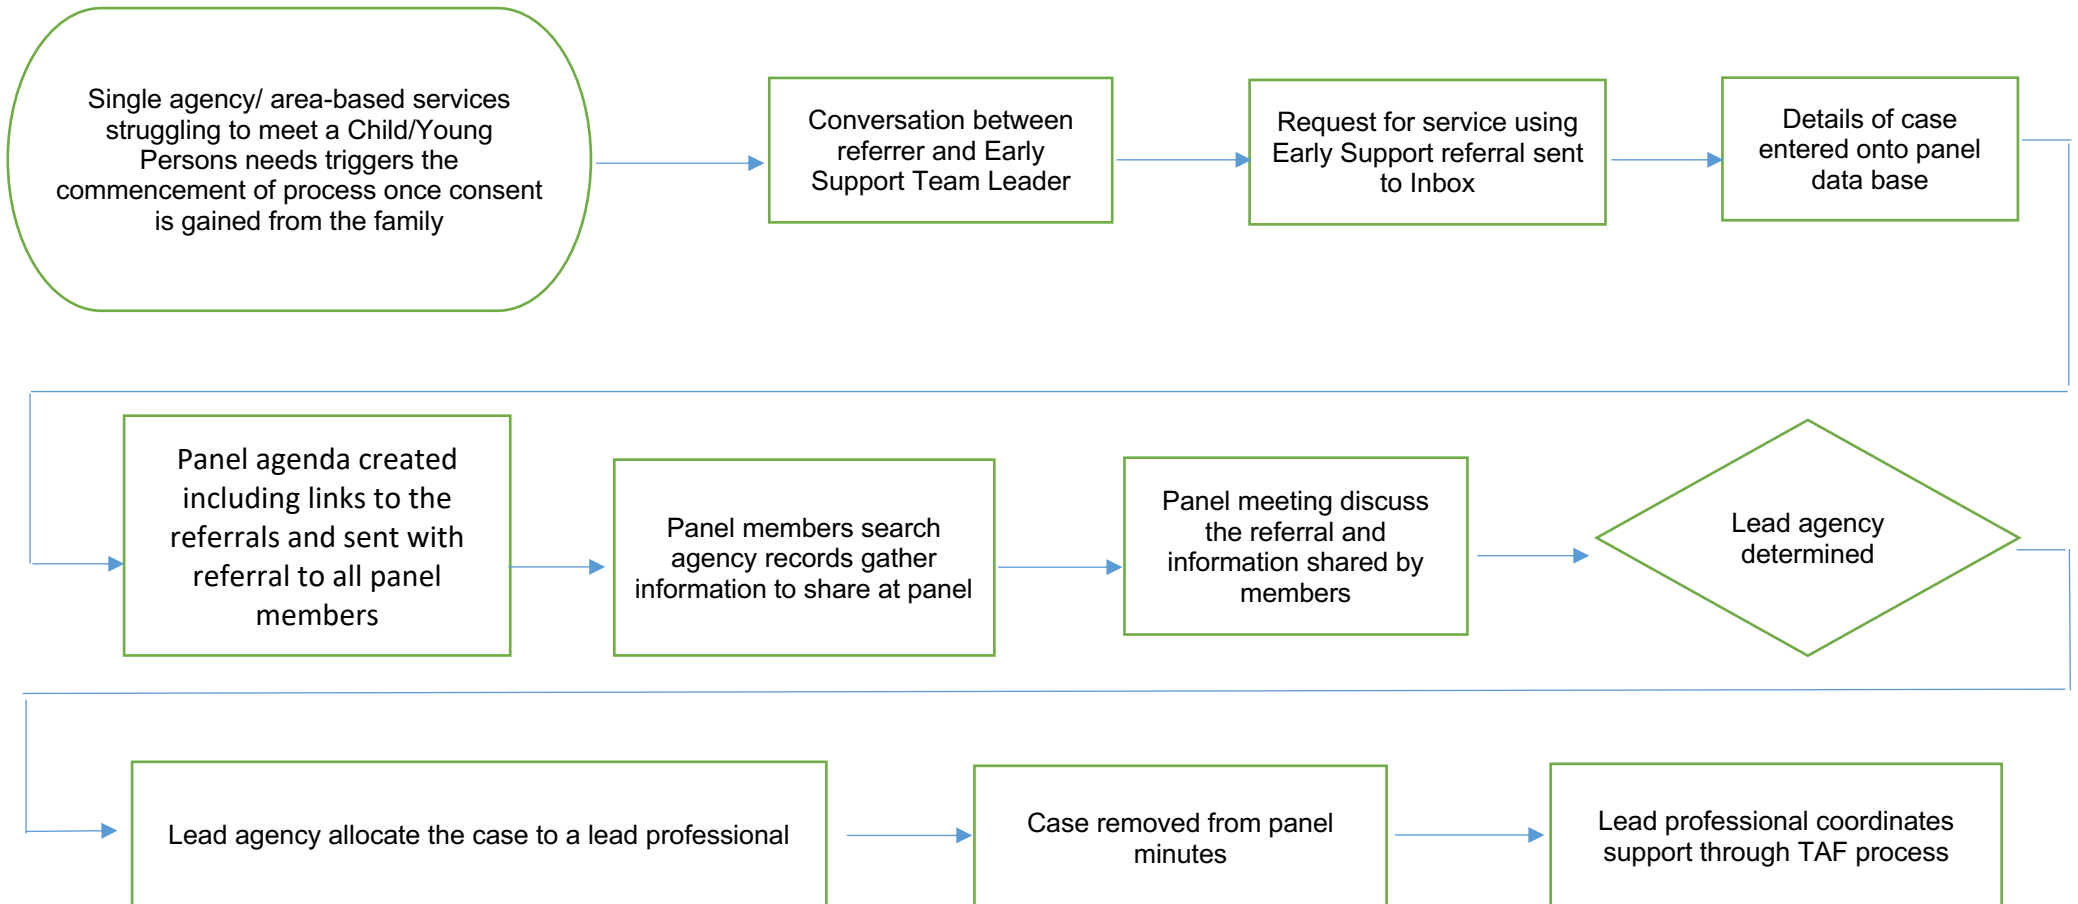 Single agency/ area-based services
struggling to meet a Child/Young
Persons needs triggers the
commencement of process once consent
is gained from the family
Conversation between
referrer and Early
Support Team Leader
Request for service using
Early Support referral sent
to Inbox
Details of case
entered onto panel
data base
Panel agenda created
including links to the
referrals and sent with
referral to all panel
members
Panel members search
agency records gather
information to share at panel
Panel meeting discuss
the referral and
information shared by
members
Lead agency
determined
Lead agency allocate the case to a lead professional
Case removed from panel
minutes
Lead professional coordinates
support through TAF process